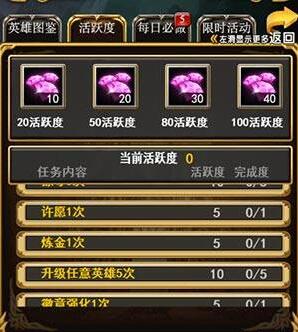 英雄图鉴 活跃度 每日必做 5 限时活动
《左滑显示更多 返回
10 20 30 40
20活跃度 50活跃度 80活跃度 100活跃度
当前活跃度 0
任务内容 活跃度 完成度
许愿1次 5 0/1
炼金1次 5 0/1
升级任意英雄5次 10 0/5
徽章强化1次 5 0/1